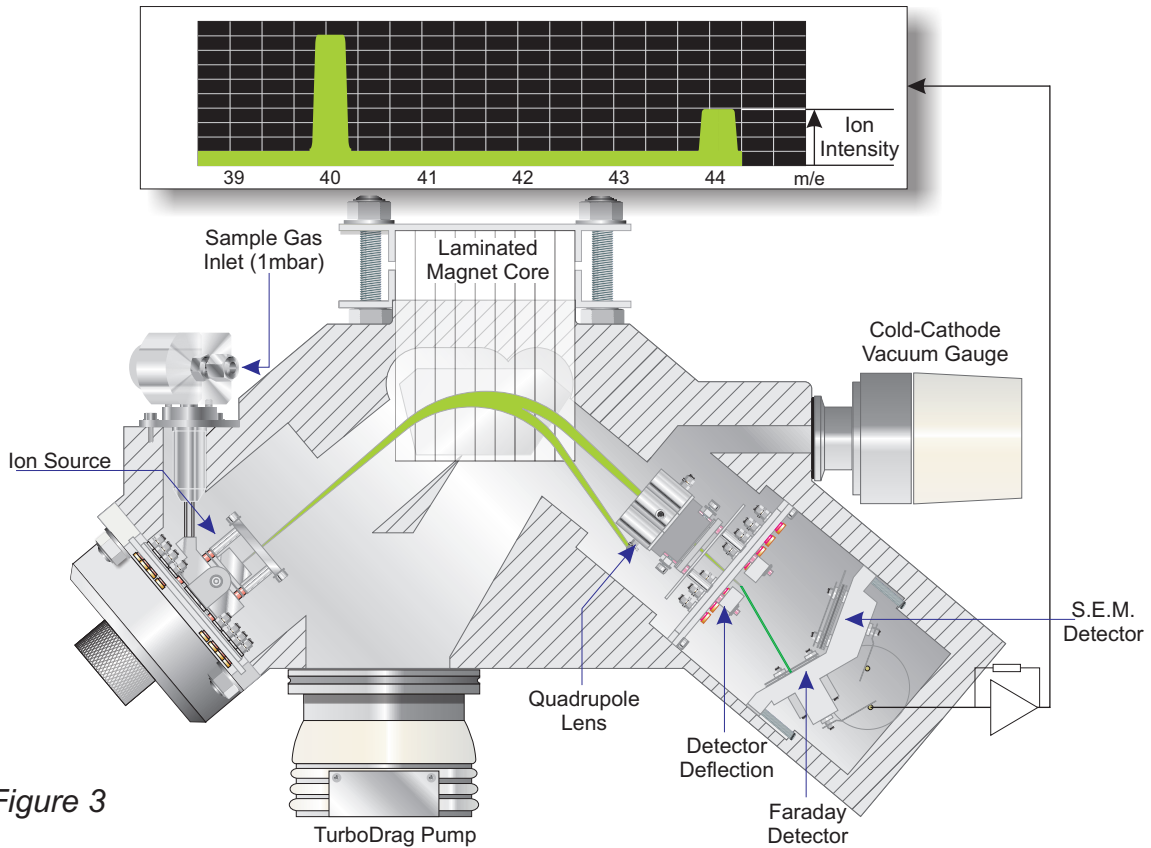 Ion
Intensity
39 40 41 42 43 44 m/e
Sample Gas
Inlet (1mbar)
Laminated
Magnet Core
Cold-Cathode
Vacuum Gauge
Ion Source
S.E.M.
Detector
Quadrupole
Lens
Detector
Deflection
Faraday
Detector
Figure 3
TurboDrag Pump